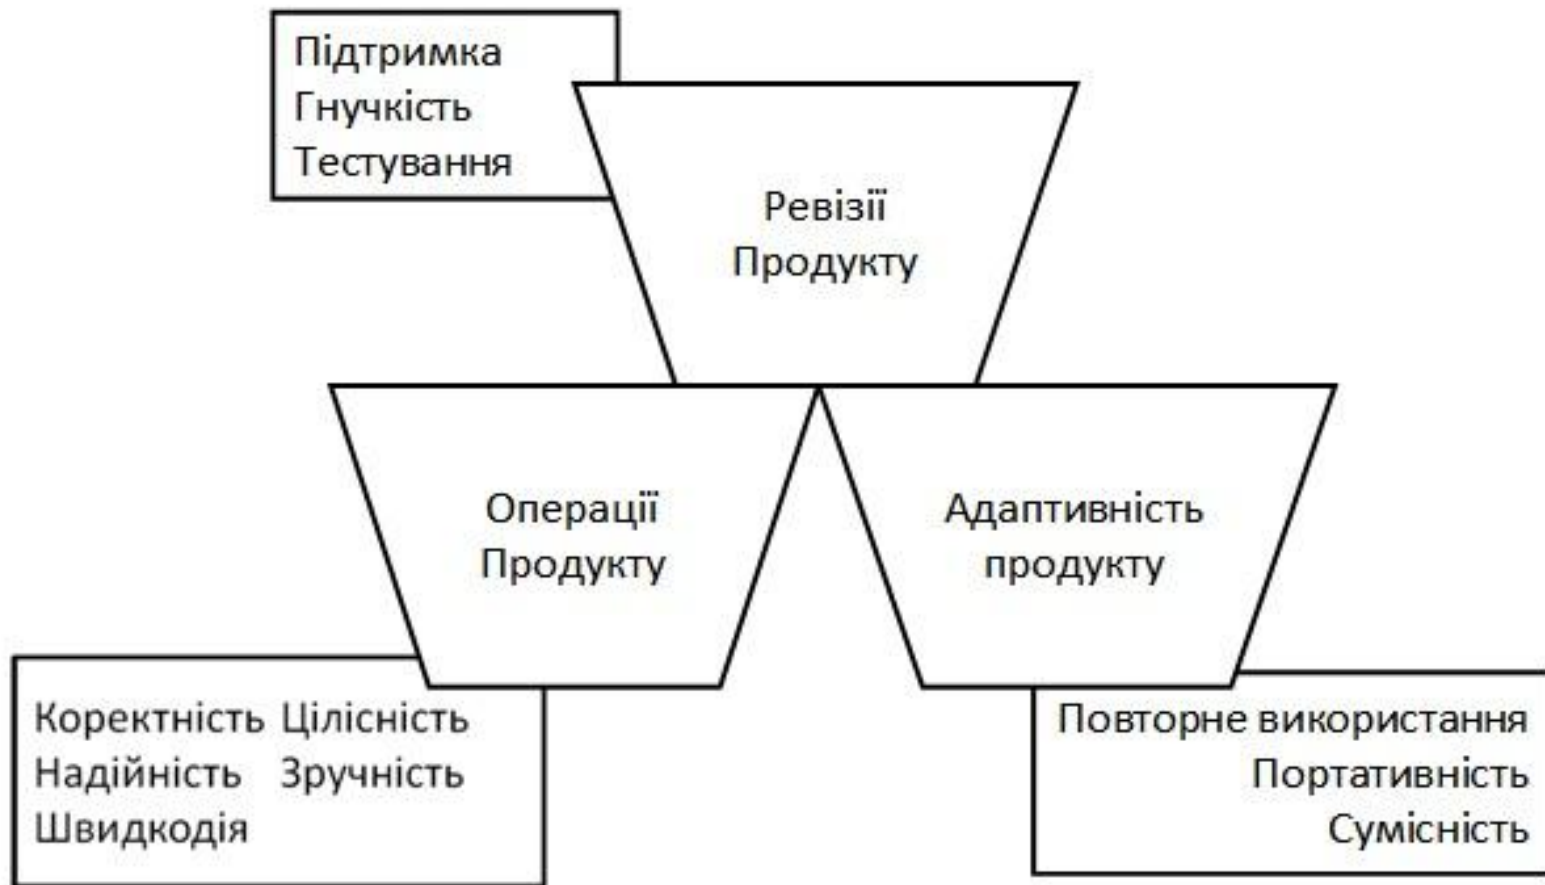 Підтримка
Гнучкість
Тестування
Ревізії
Продукту
Операції
Продукту
Адаптивність
продукту
Коректність Цілісність
Надійність Зручність
Швидкодія
Повторне використання
Портативність
Сумісність